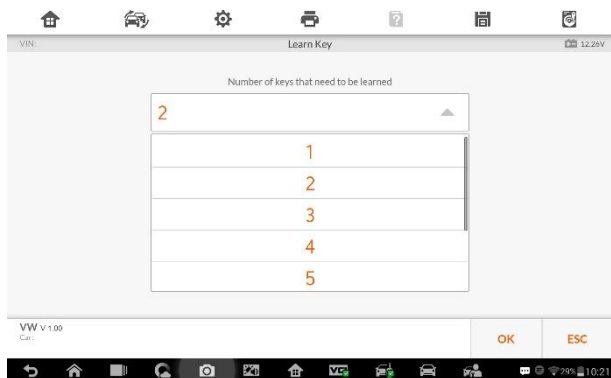 VIN:
Learn Key
12.26V
Number of keys that need to be learned
2
1
2
3
4
5
VW V 1.00
Car:
OK
ESC
29%
10:21